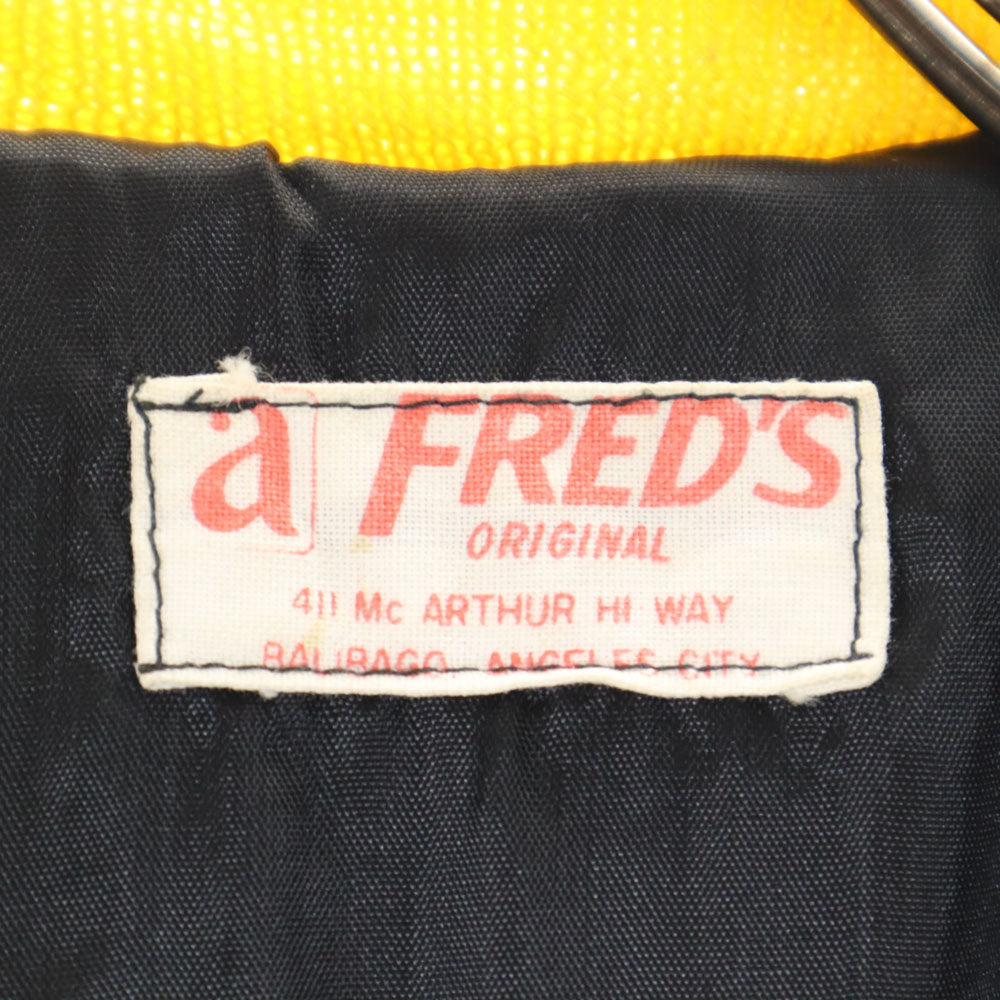 a FRED'S
ORIGINAL
411 Mc ARTHUR HI WAY
BALIBAGO, ANGELES CITY